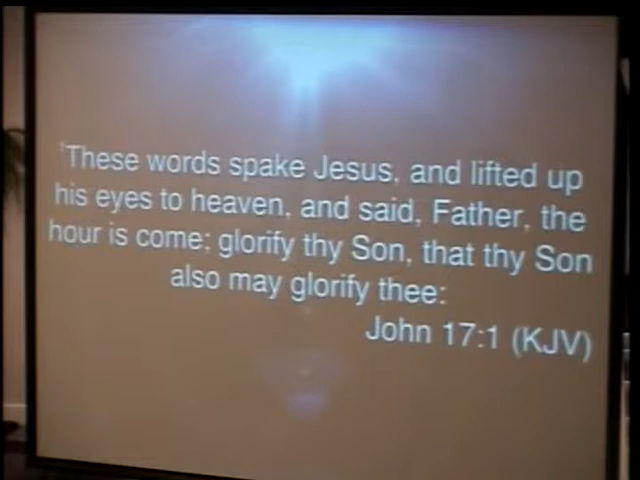 ¹These words spake Jesus, and lifted up
his eyes to heaven, and said, Father, the
hour is come; glorify thy Son, that thy Son
also may glorify thee:
John 17:1 (KJV)